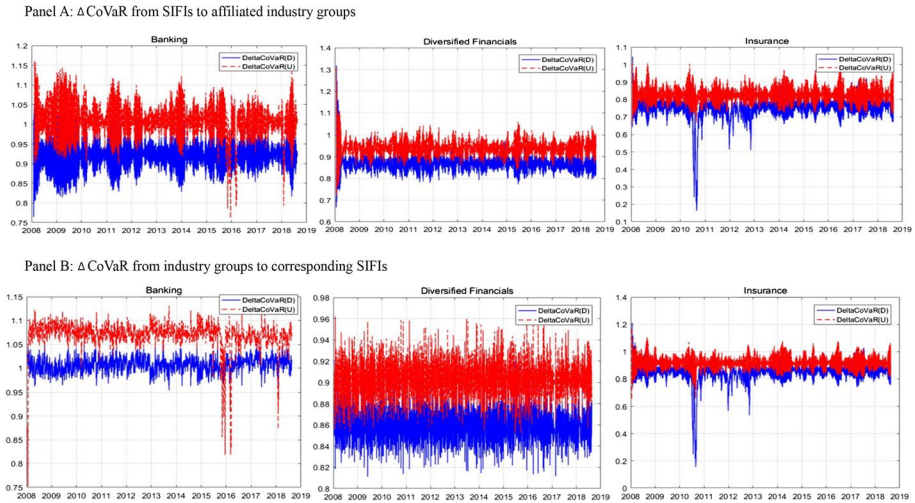 Panel A: ΔCoVaR from SIFIs to affiliated industry groups
Banking
1.2
1.15
1.1
1.05
1
0.95
0.9
0.85
0.8
0.75
DeltaCoVaR(D)
DeltaCoVaR(U)
2008 2009 2010 2011 2012 2013 2014 2015 2016 2017 2018 2019
Diversified Financials
1.4
1.3
1.2
1.1
1
0.9
0.8
0.7
0.6
DeltaCoVaR(D)
DeltaCoVaR(U)
2008 2009 2010 2011 2012 2013 2014 2015 2016 2017 2018 2019
Insurance
1.1
1
0.9
0.8
0.7
0.6
0.5
0.4
0.3
0.2
0.1
DeltaCoVaR(D)
DeltaCoVaR(U)
2008 2009 2010 2011 2012 2013 2014 2015 2016 2017 2018 2019
Panel B: ΔCoVaR from industry groups to corresponding SIFIs
Banking
1.15
1.1
1.05
1
0.95
0.9
0.85
0.8
0.75
DeltaCoVaR(D)
DeltaCoVaR(U)
2008 2009 2010 2011 2012 2013 2014 2015 2016 2017 2018 2019
Diversified Financials
0.98
0.96
0.94
0.92
0.9
0.88
0.86
0.84
0.82
0.8
DeltaCoVaR(D)
DeltaCoVaR(U)
2008 2009 2010 2011 2012 2013 2014 2015 2016 2017 2018 2019
Insurance
1.4
1.2
1
0.8
0.6
0.4
0.2
0
DeltaCoVaR(D)
DeltaCoVaR(U)
2008 2009 2010 2011 2012 2013 2014 2015 2016 2017 2018 2019